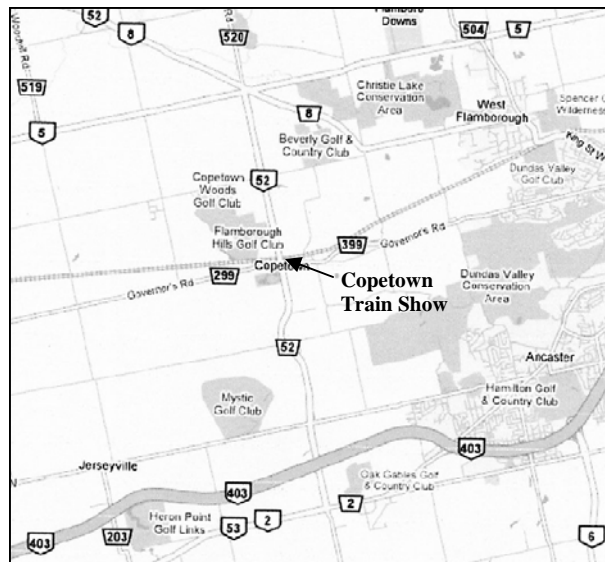 Woodhill Rd
52
8
Rd
520
Flamboro
Downs
504
5
519
5
Christie Lake
Conservation
Area
West
Flamborough
8
Beverly Golf &
Country Club
King St W
Copetown
Woods
Golf Club
52
Dundas Valley
Golf Club
Flamborough
Hills Golf Club
399
Governor's Rd
299
Copetown
Governor's Rd
Copetown
Train Show
Dundas Valley
Conservation
Area
52
Ancaster
Mystic
Golf Club
Hamilton Golf
& Country Club
403
Jerseyville
Oak Gables Golf
& Country Club
403
2
Heron Point
Golf Links
53
2
403
203
6